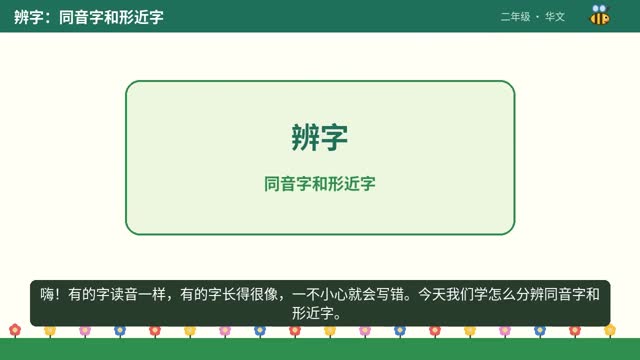 辨字：同音字和形近字
二年级 · 华文
辨字
同音字和形近字
嗨！有的字读音一样，有的字长得很像，一不小心就会写错。今天我们学怎么分辨同音字和
形近字。